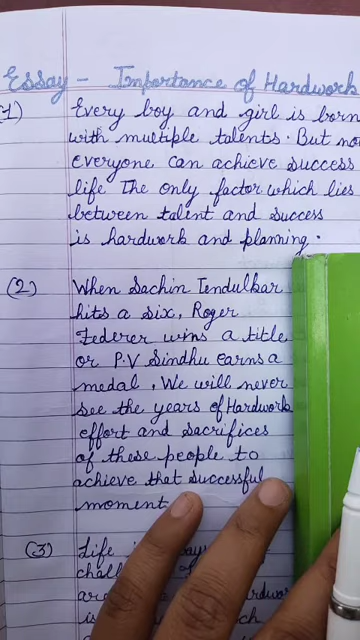 Essay - Importance of Hardwork
(1) Every boy and girl is born
with multiple talents. But not
everyone can achieve success
life The only factor which lies
between talent and success
is hardwork and planning.
(2) When Sachin Tendulkar
hits a six, Roger
Federer wins a title
or P.V Sindhu earns a
medal, We will never
see the years of Hardwork
effort and sacrifices
of these people to
achieve that successful
moment
(3) Life